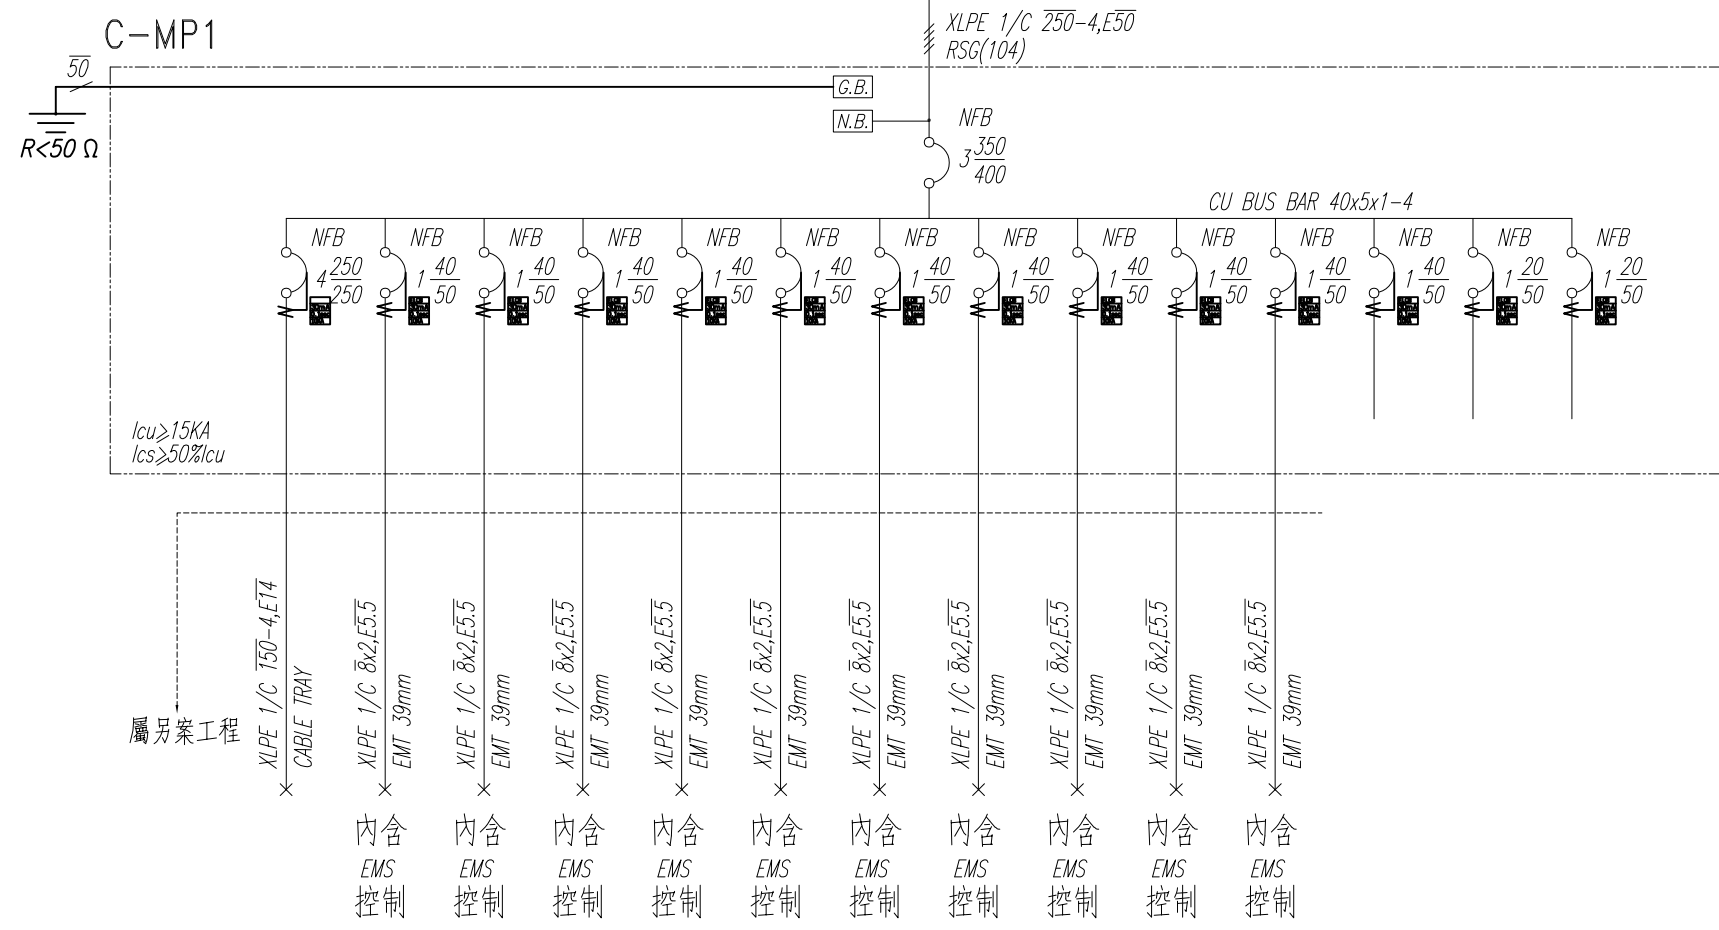 C-MP1
XLPE 1/C 250-4,E50
RSG(104)
50
G.B.
N.B.
R<50 Ω
NFB
3 350
400
CU BUS BAR 40x5x1-4
NFB NFB NFB NFB NFB NFB NFB NFB NFB NFB NFB NFB NFB NFB
4 250 1 40 1 40 1 40 1 40 1 40 1 40 1 40 1 40 1 40 1 40 1 40 1 20 1 20
250 50 50 50 50 50 50 50 50 50 50 50 50 50
Icu≥15KA
Ics≥50%Icu
屬另案工程
XLPE 1/C 150-4,E14
CABLE TRAY
XLPE 1/C 8x2,E5.5
EMT 39mm
XLPE 1/C 8x2,E5.5
EMT 39mm
XLPE 1/C 8x2,E5.5
EMT 39mm
XLPE 1/C 8x2,E5.5
EMT 39mm
XLPE 1/C 8x2,E5.5
EMT 39mm
XLPE 1/C 8x2,E5.5
EMT 39mm
XLPE 1/C 8x2,E5.5
EMT 39mm
XLPE 1/C 8x2,E5.5
EMT 39mm
XLPE 1/C 8x2,E5.5
EMT 39mm
XLPE 1/C 8x2,E5.5
EMT 39mm
內含 內含 內含 內含 內含 內含 內含 內含 內含 內含
EMS EMS EMS EMS EMS EMS EMS EMS EMS EMS
控制 控制 控制 控制 控制 控制 控制 控制 控制 控制